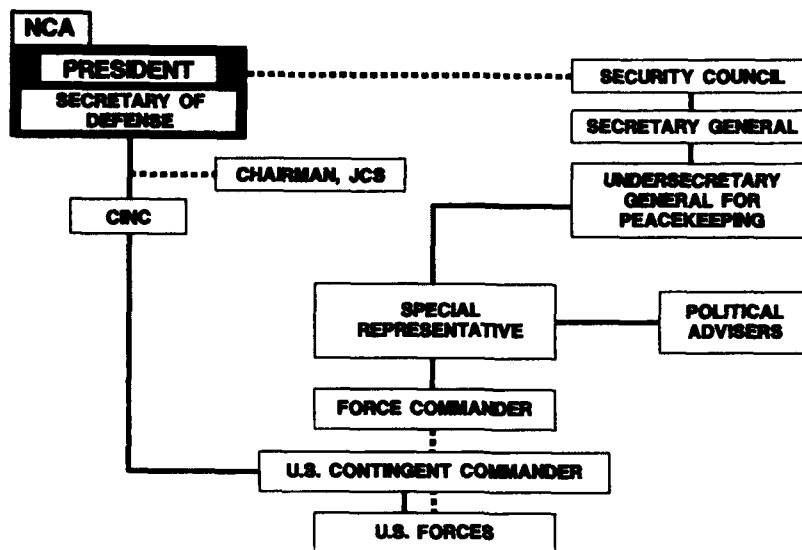 NCA
PRESIDENT
SECRETARY OF
DEFENSE
SECURITY COUNCIL
SECRETARY GENERAL
CHAIRMAN, JCS
UNDERSECRETARY
GENERAL FOR
PEACEKEEPING
CINC
SPECIAL
REPRESENTATIVE
POLITICAL
ADVISERS
FORCE COMMANDER
U.S. CONTINGENT COMMANDER
U.S. FORCES